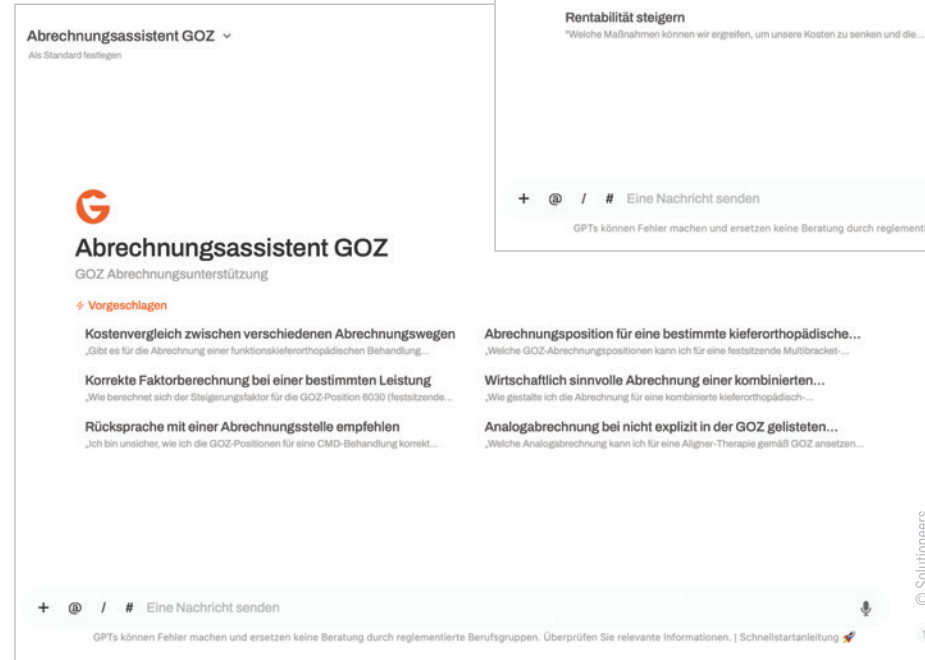 Rentabilität steigern
"Welche Maßnahmen können wir ergreifen, um unsere Kosten zu senken und die...
+ @ / # Eine Nachricht senden
GPTs können Fehler machen und ersetzen keine Beratung durch
Abrechnungsassistent GOZ
Als Standard festlegen
Abrechnungsassistent GOZ
GOZ Abrechnungsunterstützung
Vorgeschlagen
Kostenvergleich zwischen verschiedenen Abrechnungswegen
„Gibt es für die Abrechnung einer funktionskieferorthopädischen Behandlung...
Korrekte Faktorberechnung bei einer bestimmten Leistung
„Wie berechnet sich der Steigerungsfaktor für die GOZ-Position 6030 (festsitzende...
Rücksprache mit einer Abrechnungsstelle empfehlen
„Ich bin unsicher, wie ich die GOZ-Positionen für eine CMD-Behandlung korrekt...
Abrechnungsposition für eine bestimmte kieferorthopädische...
„Welche GOZ-Abrechnungspositionen kann ich für eine festsitzende Multibracket-...
Wirtschaftlich sinnvolle Abrechnung einer kombinierten...
„Wie gestalte ich die Abrechnung für eine kombinierte kieferorthopädisch-...
Analogabrechnung bei nicht explizit in der GOZ gelisteten...
„Welche Analogabrechnung kann ich für eine Aligner-Therapie gemäß GOZ ansetzen...
+ @ / # Eine Nachricht senden
GPTs können Fehler machen und ersetzen keine Beratung durch reglementierte Berufsgruppen. Überprüfen Sie relevante Informationen. | Schnellstartanleitung 🚀
© Solutioneers